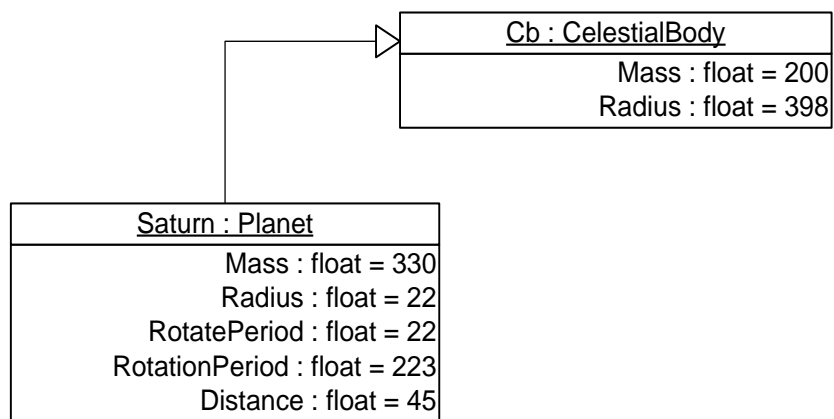 Cb : CelestialBody
Mass : float = 200
Radius : float = 398
Saturn : Planet
Mass : float = 330
Radius : float = 22
RotatePeriod : float = 22
RotationPeriod : float = 223
Distance : float = 45